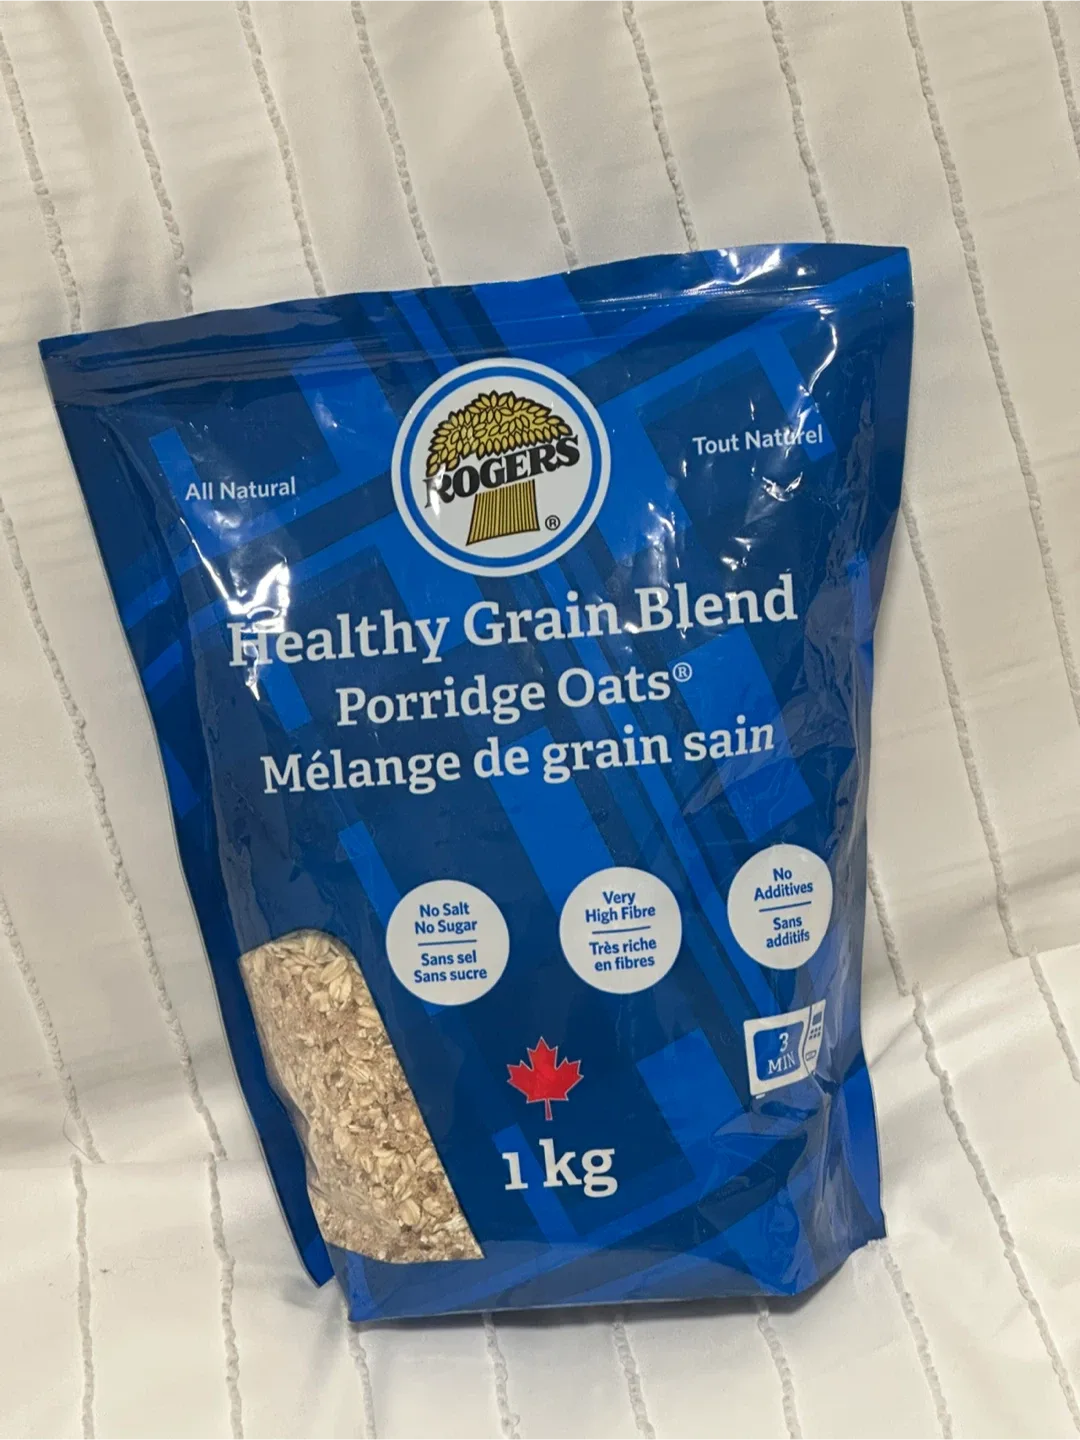 All Natural
Tout Naturel
ROGERS
®
Healthy Grain Blend
Porridge Oats®
Mélange de grain sain
No Salt
No Sugar
Sans sel
Sans sucre
Very
High Fibre
Très riche
en fibres
No
Additives
Sans
additifs
3
MIN
1 kg